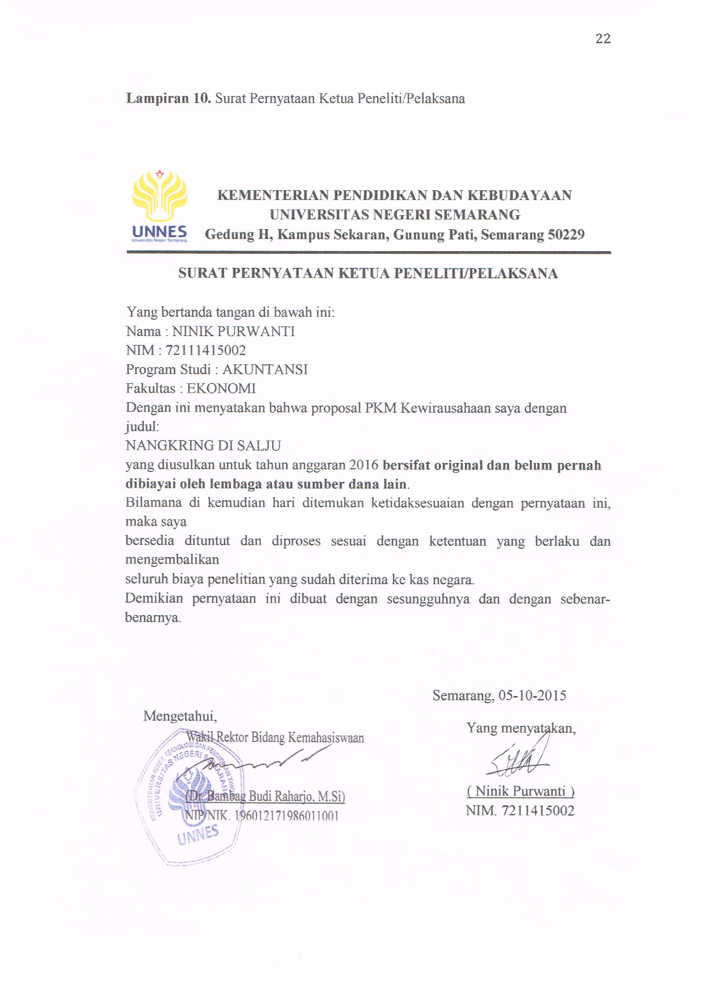 22
Lampiran 10. Surat Pernyataan Ketua Peneliti/Pelaksana
UNNES
Universitas Negeri Semarang
KEMENTERIAN PENDIDIKAN DAN KEBUDAYAAN
UNIVERSITAS NEGERI SEMARANG
Gedung H, Kampus Sekaran, Gunung Pati, Semarang 50229
SURAT PERNYATAAN KETUA PENELITI/PELAKSANA
Yang bertanda tangan di bawah ini:
Nama : NINIK PURWANTI
NIM : 72111415002
Program Studi : AKUNTANSI
Fakultas : EKONOMI
Dengan ini menyatakan bahwa proposal PKM Kewirausahaan saya dengan
judul:
NANGKRING DI SALJU
yang diusulkan untuk tahun anggaran 2016 bersifat original dan belum pernah
dibiayai oleh lembaga atau sumber dana lain.
Bilamana di kemudian hari ditemukan ketidaksesuaian dengan pernyataan ini,
maka saya
bersedia dituntut dan diproses sesuai dengan ketentuan yang berlaku dan
mengembalikan
seluruh biaya penelitian yang sudah diterima ke kas negara.
Demikian pernyataan ini dibuat dengan sesungguhnya dan dengan sebenar-
benarnya.
Semarang, 05-10-2015
Mengetahui,
Wakil Rektor Bidang Kemahasiswaan
(Dr. Bambag Budi Raharjo, M.Si)
NIP/NIK. 196012171986011001
KEMENTERIAN RISET, TEKNOLOGI DAN PENDIDIKAN TINGGI
UNIVERSITAS NEGERI SEMARANG
UNNES
Yang menyatakan,
( Ninik Purwanti )
NIM. 7211415002